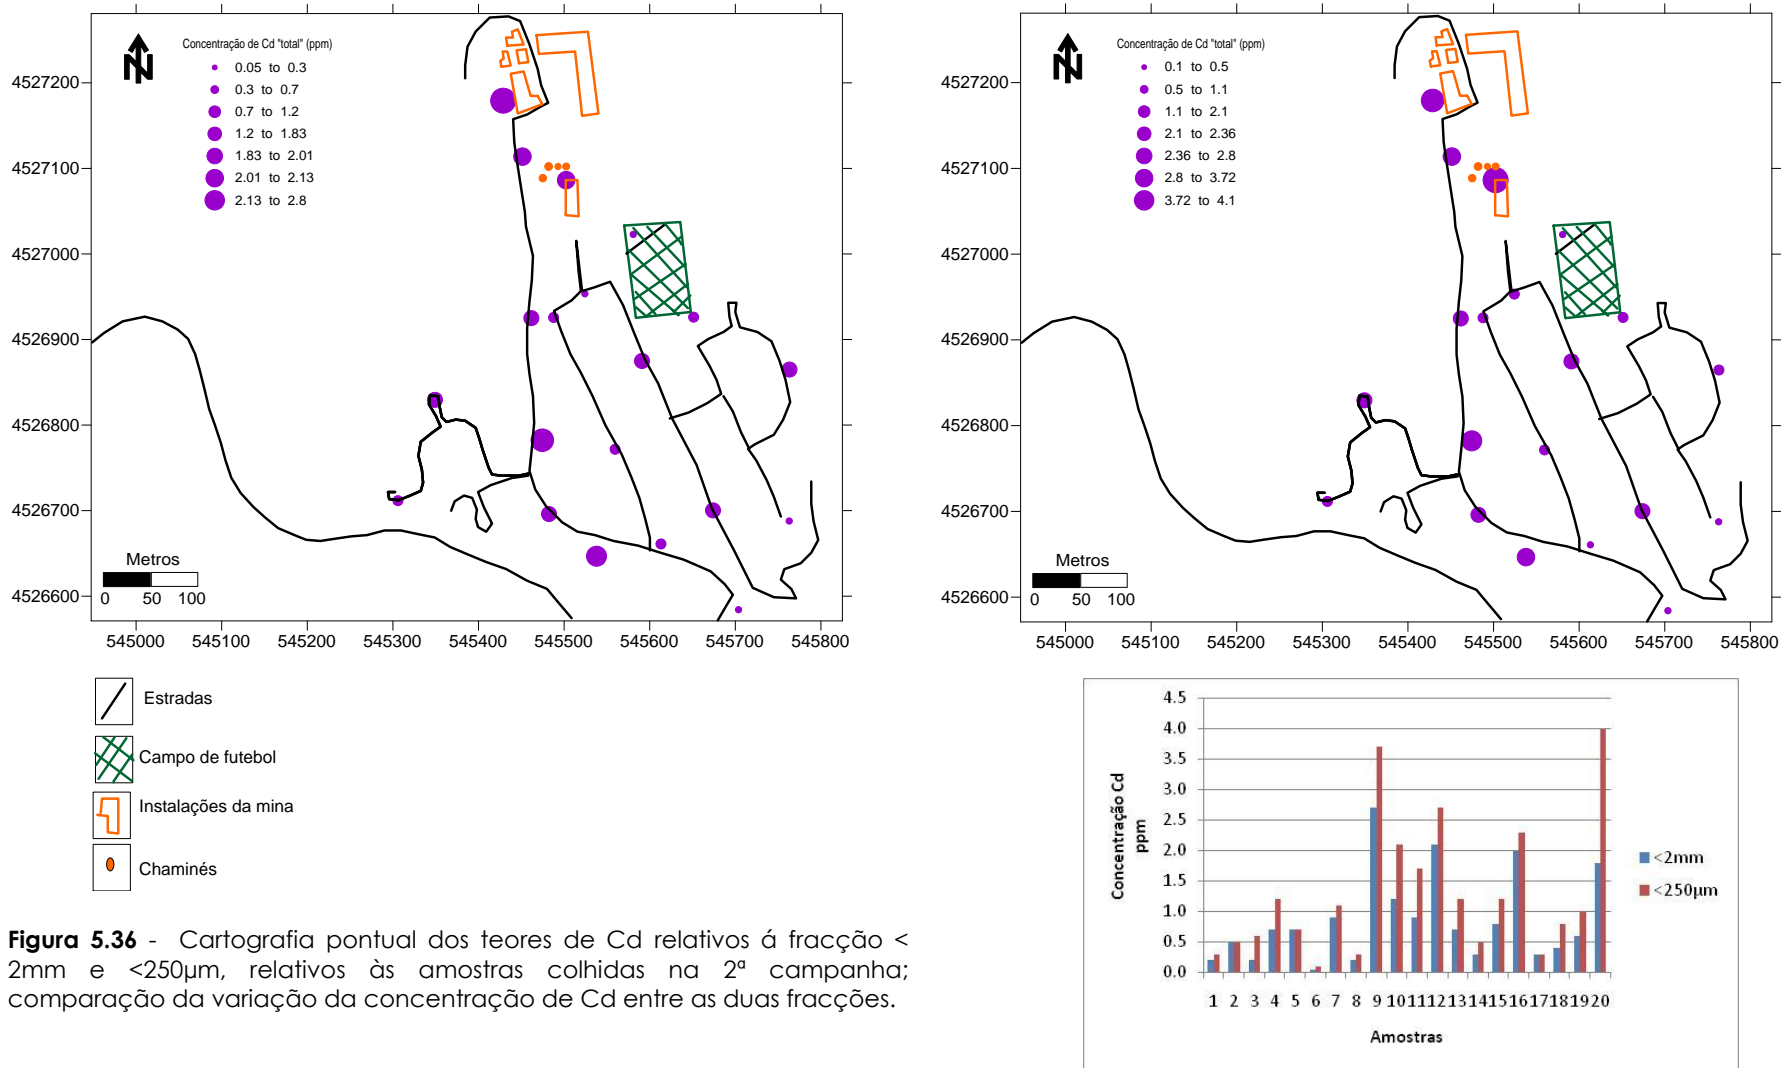 Concentração de Cd "total" (ppm)
0.05 to 0.3
0.3 to 0.7
0.7 to 1.2
1.2 to 1.83
1.83 to 2.01
2.01 to 2.13
2.13 to 2.8
N
4527200
4527100
4527000
4526900
4526800
4526700
4526600
Metros
0 50 100
545000 545100 545200 545300 545400 545500 545600 545700 545800
Concentração de Cd "total" (ppm)
0.1 to 0.5
0.5 to 1.1
1.1 to 2.1
2.1 to 2.36
2.36 to 2.8
2.8 to 3.72
3.72 to 4.1
N
4527200
4527100
4527000
4526900
4526800
4526700
4526600
Metros
0 50 100
545000 545100 545200 545300 545400 545500 545600 545700 545800
Estradas
Campo de futebol
Instalações da mina
Chaminés
Figura 5.36 - Cartografia pontual dos teores de Cd relativos á fracção <
2mm e <250µm, relativos às amostras colhidas na 2ª campanha;
comparação da variação da concentração de Cd entre as duas fracções.
Concentração Cd
ppm
4.5
4.0
3.5
3.0
2.5
2.0
1.5
1.0
0.5
0.0
1 2 3 4 5 6 7 8 9 10 11 12 13 14 15 16 17 18 19 20
Amostras
<2mm
<250µm